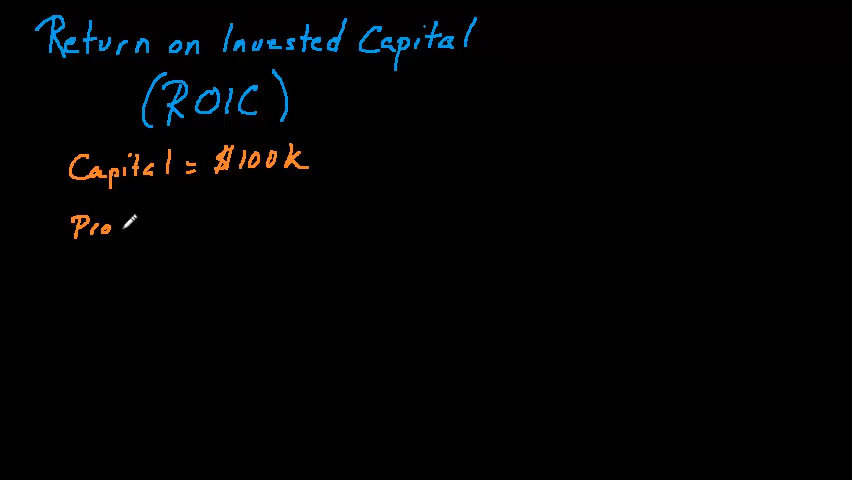 Return on Invested Capital
(ROIC)
Capital = $100k
Pro